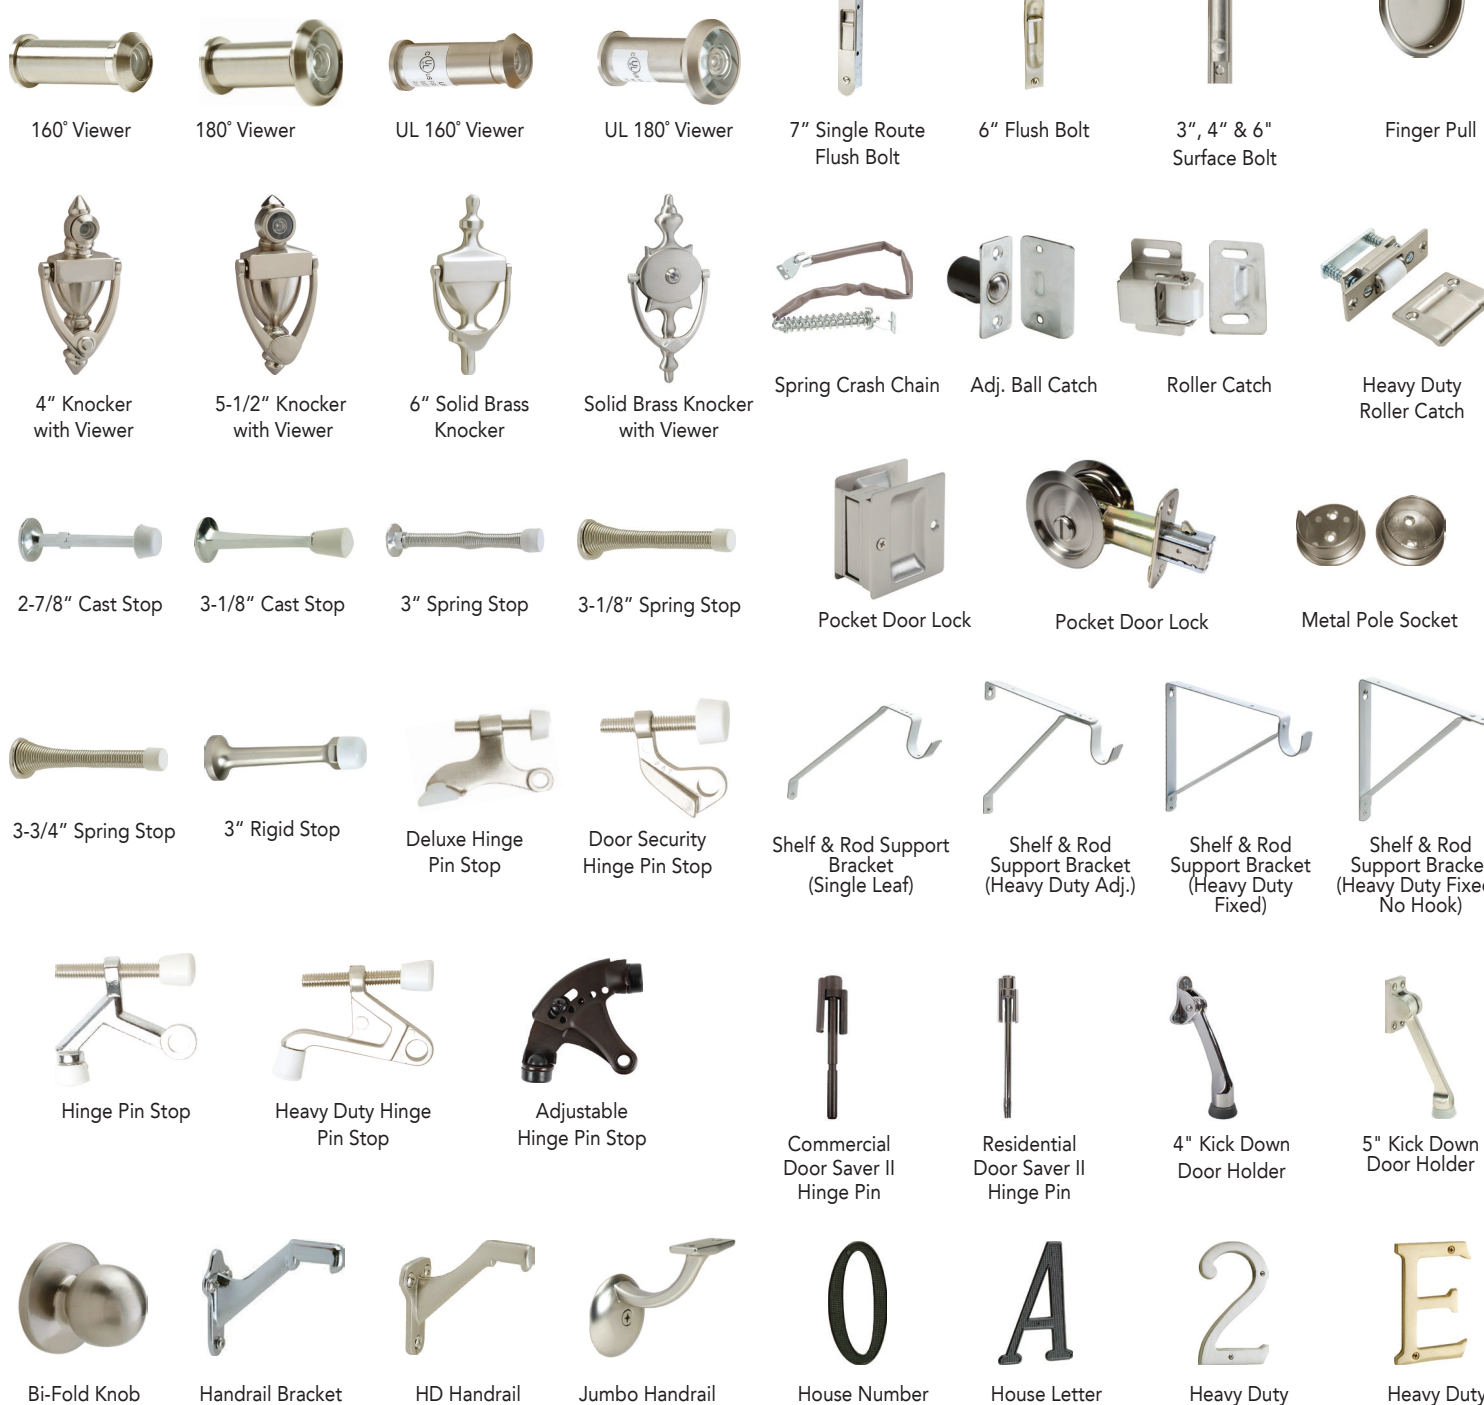 160° Viewer
180° Viewer
UL 160° Viewer
UL 180° Viewer
7” Single Route
Flush Bolt
6” Flush Bolt
3”, 4” & 6"
Surface Bolt
Finger Pull
4” Knocker
with Viewer
5-1/2” Knocker
with Viewer
6” Solid Brass
Knocker
Solid Brass Knocker
with Viewer
Spring Crash Chain
Adj. Ball Catch
Roller Catch
Heavy Duty
Roller Catch
2-7/8” Cast Stop
3-1/8” Cast Stop
3” Spring Stop
3-1/8” Spring Stop
Pocket Door Lock
Pocket Door Lock
Metal Pole Socket
3-3/4” Spring Stop
3” Rigid Stop
Deluxe Hinge
Pin Stop
Door Security
Hinge Pin Stop
Shelf & Rod Support
Bracket
(Single Leaf)
Shelf & Rod
Support Bracket
(Heavy Duty Adj.)
Shelf & Rod
Support Bracket
(Heavy Duty
Fixed)
Shelf & Rod
Support Bracke
(Heavy Duty Fixe
No Hook)
Hinge Pin Stop
Heavy Duty Hinge
Pin Stop
Adjustable
Hinge Pin Stop
Commercial
Door Saver II
Hinge Pin
Residential
Door Saver II
Hinge Pin
4" Kick Down
Door Holder
5" Kick Down
Door Holder
0
A
2
E
Bi-Fold Knob
Handrail Bracket
HD Handrail
Jumbo Handrail
House Number
House Letter
Heavy Duty
Heavy Duty